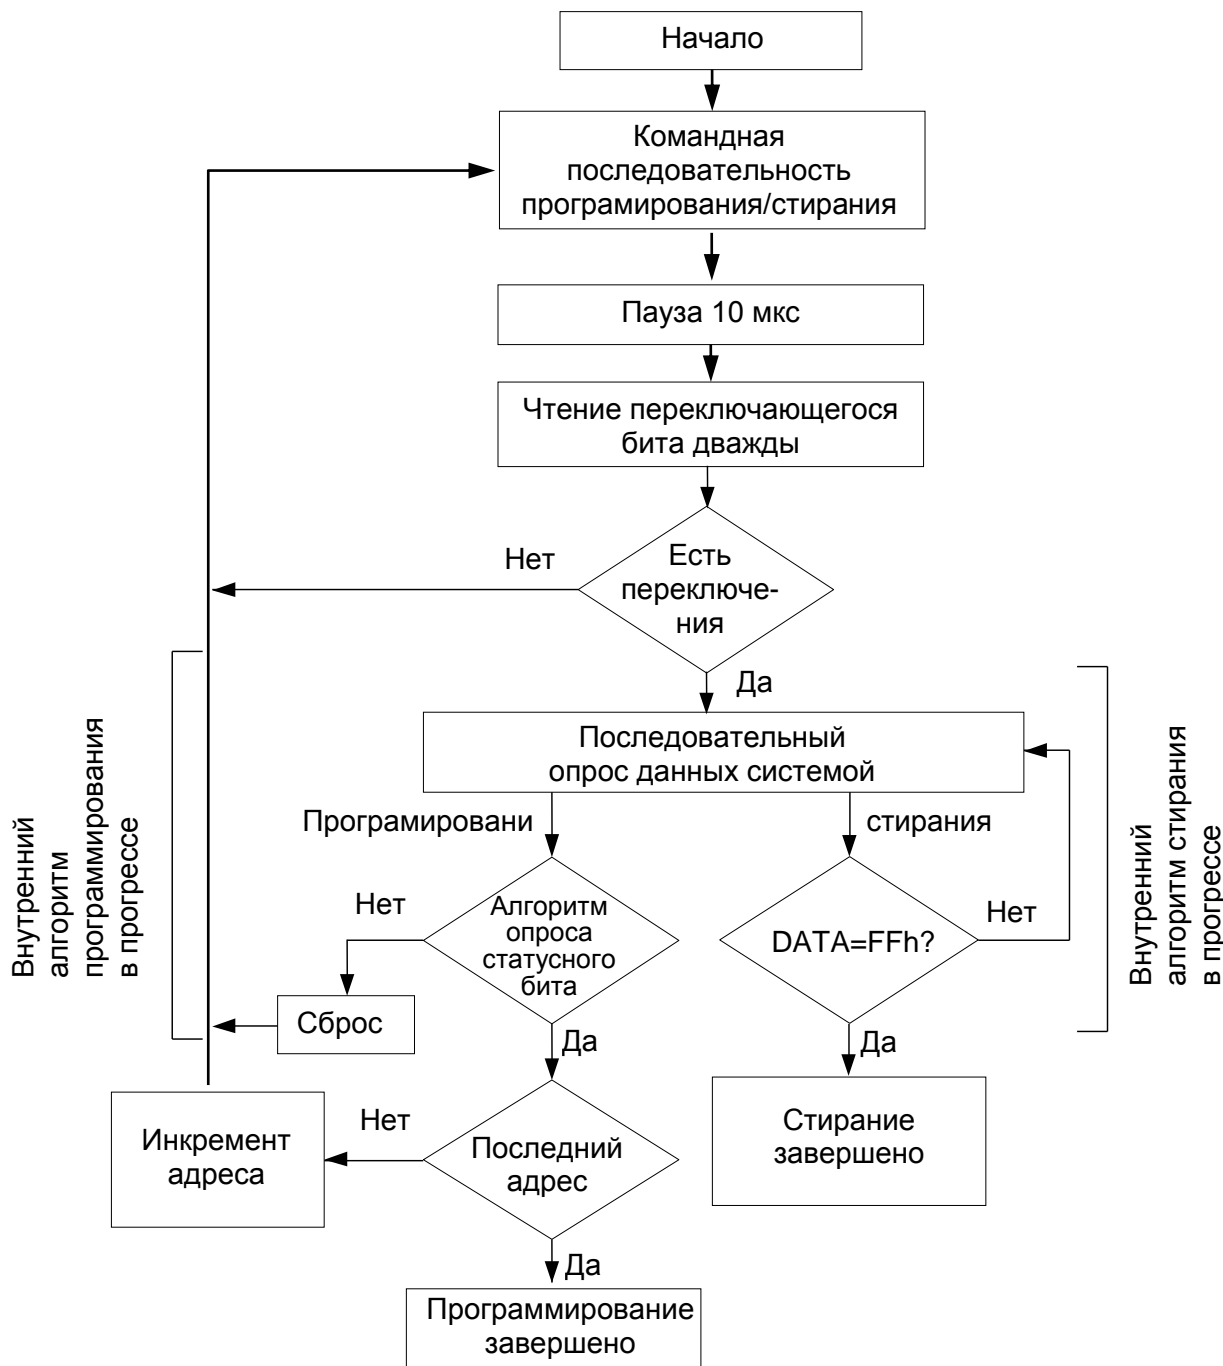 Начало
Командная
последовательность
програмирования/стирания
Пауза 10 мкс
Чтение переключающегося
бита дважды
Нет
Есть
переключе-
ния
Да
Последовательный
опрос данных системой
Програмировани
стирания
Внутренний
алгоритм
программирования
в прогрессе
Нет
Алгоритм
опроса
статусного
бита
DATA=FFh?
Нет
Внутренний
алгоритм стирания
в прогрессе
Сброс
Да
Да
Инкремент
адреса
Нет
Последний
адрес
Стирание
завершено
Да
Программирование
завершено